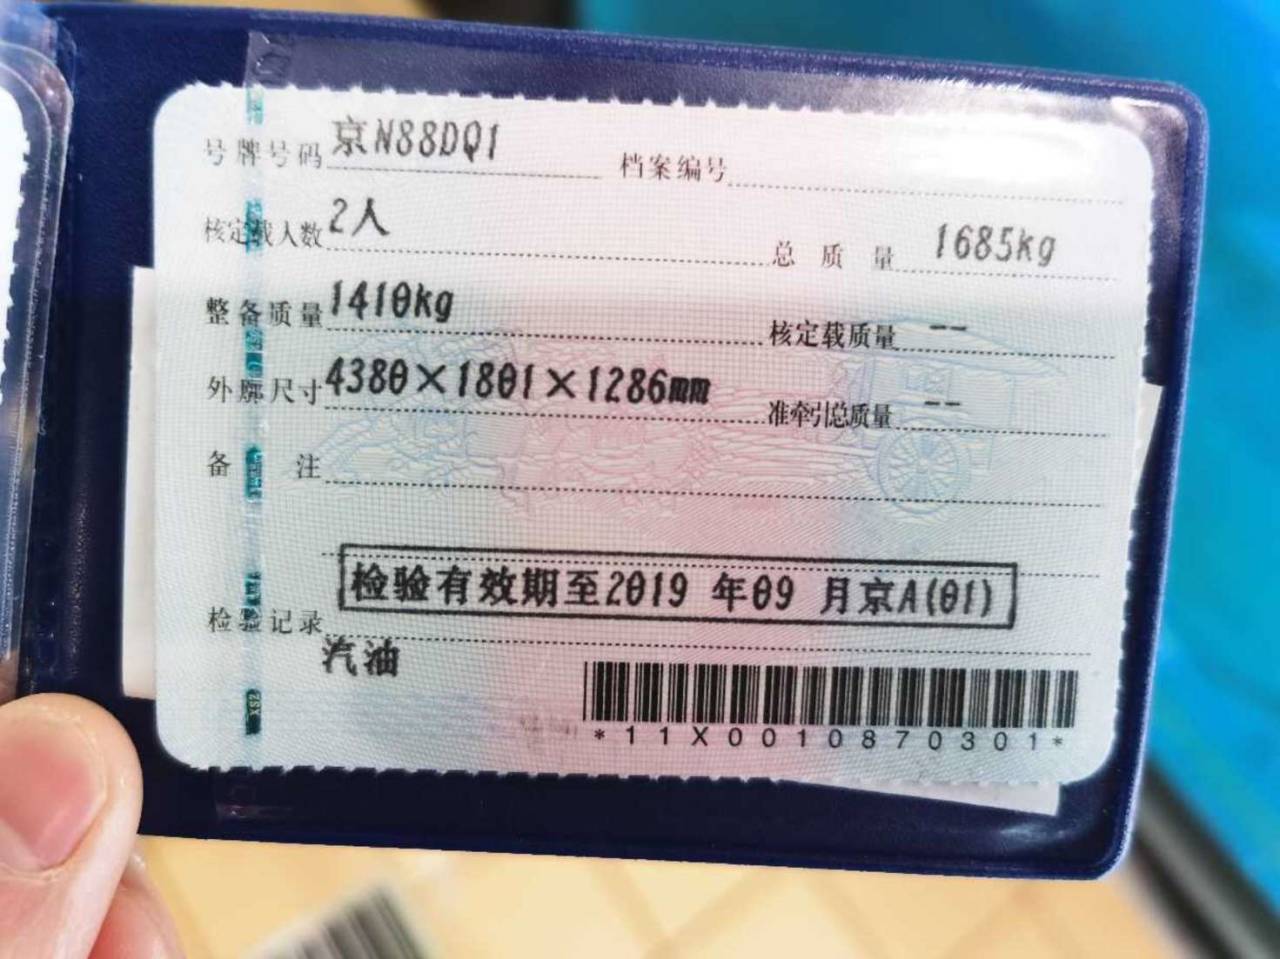 号牌号码 京N88DQ1 档案编号
核定载人数 2人 总质量 1685kg
整备质量 1410kg 核定载质量 --
外廓尺寸 4380×1801×1286mm 准牵引总质量 --
备注
检验有效期至2019 年09 月京A(01)
检验记录
汽油
*11X0010870301*